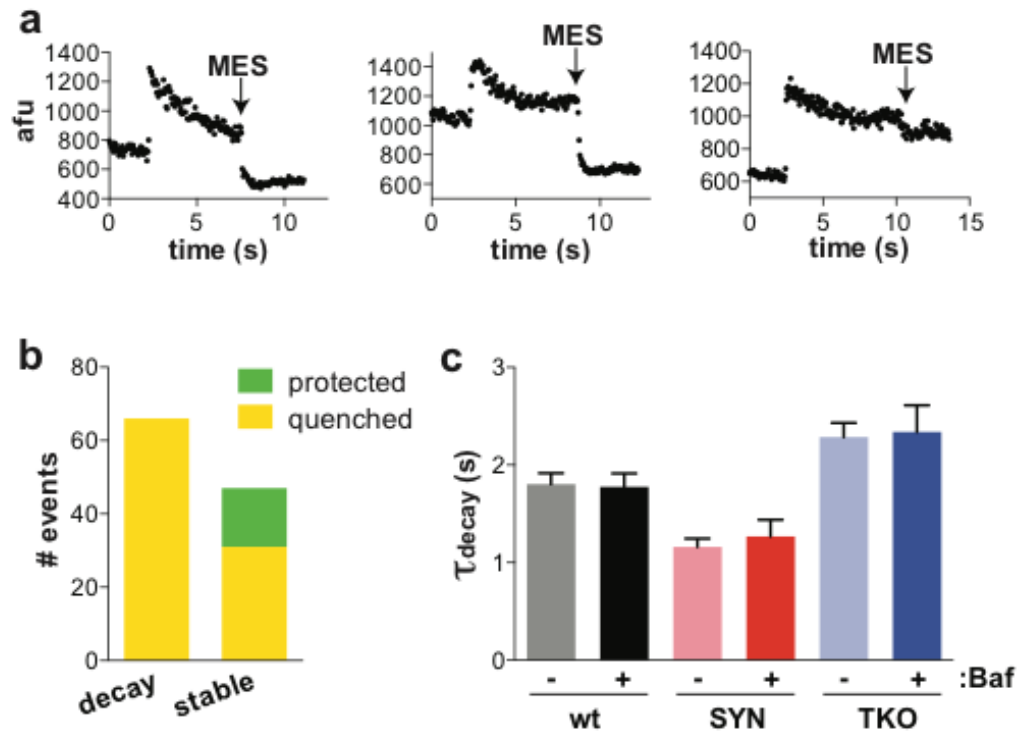 a
MES
MES
MES
afu
1400
1200
1000
800
600
400
0
5
10
time (s)
1400
1200
1000
800
600
0
5
10
time (s)
1400
1200
1000
800
600
0
5
10
15
time (s)
b
# events
80
60
40
20
0
protected
quenched
decay
stable
c
τdecay (s)
3
2
1
0
- + - + - + :Baf
wt SYN TKO